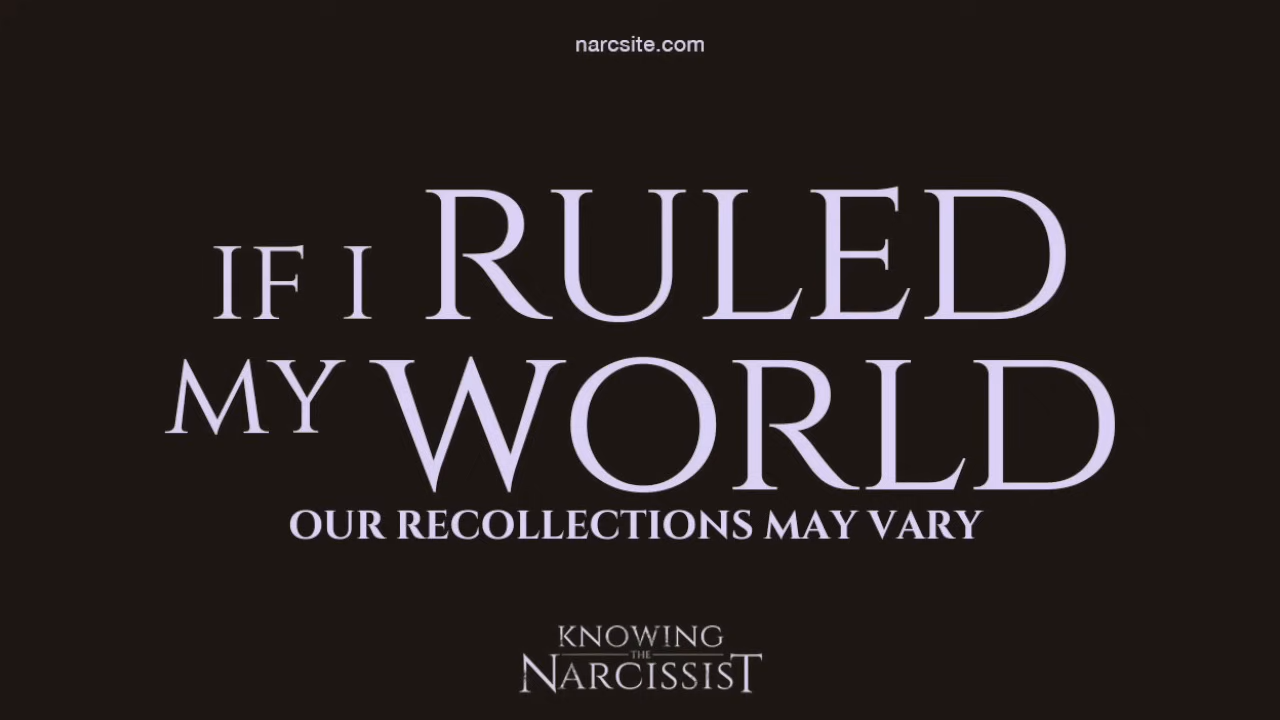 narcsite.com
IF I RULED
MY WORLD
OUR RECOLLECTIONS MAY VARY
KNOWING
THE
NARCISSIST